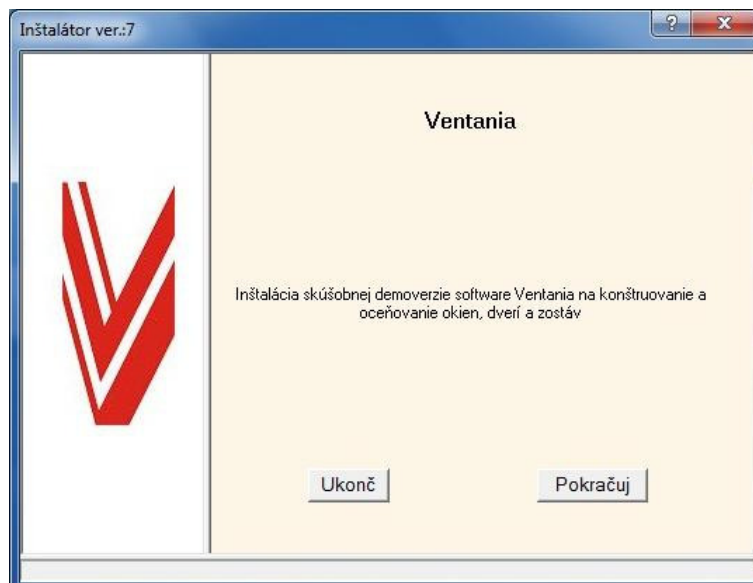 Inštalátor ver.:7
Ventania
Inštalácia skúšobnej demoverzie software Ventania na konštruovanie a
oceňovanie okien, dverí a zostáv
Ukonč
Pokračuj